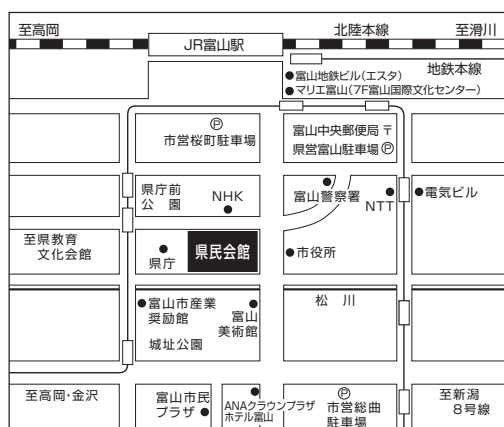 至高岡
北陸本線
至滑川
JR富山駅
地鉄本線
●富山地鉄ビル(エスタ)
●マリエ富山(7F富山国際文化センター)
Ⓟ
市営桜町駐車場
富山中央郵便局〒
県営富山駐車場Ⓟ
県庁前
公園
NHK
富山警察署
NTT
●電気ビル
至県教育
文化会館
県庁
県民会館
●市役所
●富山市産業
奨励館
城址公園
富山
美術館
松川
至高岡・金沢
富山市民
プラザ●
ANAクラウンプラザ
ホテル富山
Ⓟ
市営総曲
駐車場
至新潟
8号線